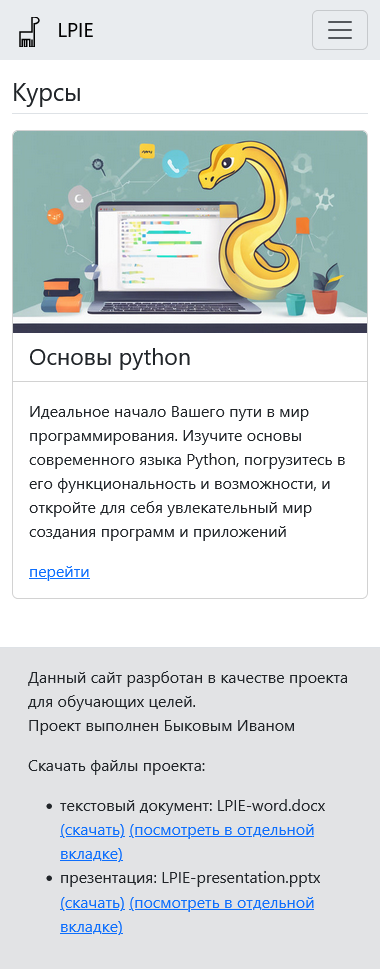 LPIE
Курсы
Основы python
Идеальное начало Вашего пути в мир
программирования. Изучите основы
современного языка Python, погрузитесь в
его функциональность и возможности, и
откройте для себя увлекательный мир
создания программ и приложений
перейти
Данный сайт разрботан в качестве проекта
для обучающих целей.
Проект выполнен Быковым Иваном
Скачать файлы проекта:
• текстовый документ: LPIE-word.docx
(скачать) (посмотреть в отдельной
вкладке)
• презентация: LPIE-presentation.pptx
(скачать) (посмотреть в отдельной
вкладке)